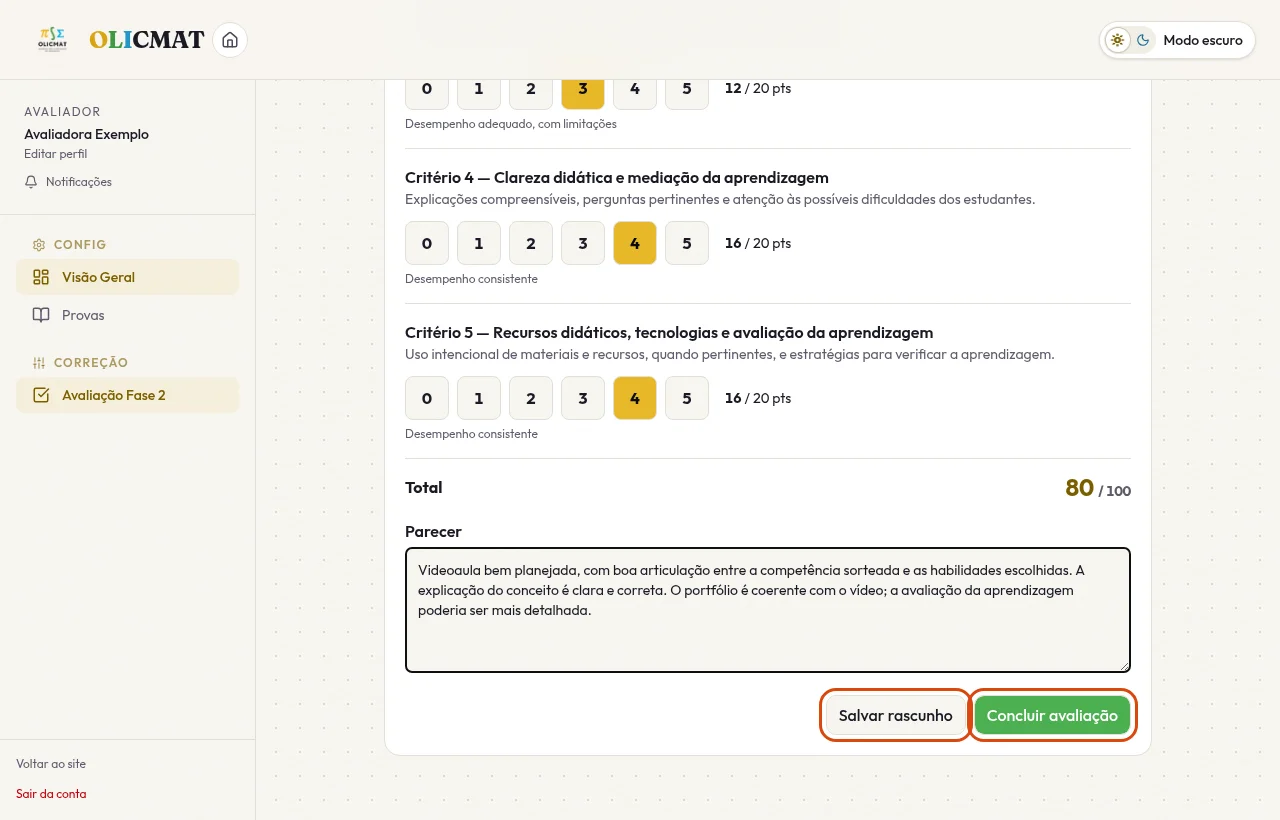 OLICMAT
OLICMAT
Modo escuro
AVALIADOR
Avaliadora Exemplo
Editar perfil
Notificações
CONFIG
Visão Geral
Provas
CORREÇÃO
Avaliação Fase 2
Voltar ao site
Sair da conta
0 1 2 3 4 5 12 / 20 pts
Desempenho adequado, com limitações
Critério 4 — Clareza didática e mediação da aprendizagem
Explicações compreensíveis, perguntas pertinentes e atenção às possíveis dificuldades dos estudantes.
0 1 2 3 4 5 16 / 20 pts
Desempenho consistente
Critério 5 — Recursos didáticos, tecnologias e avaliação da aprendizagem
Uso intencional de materiais e recursos, quando pertinentes, e estratégias para verificar a aprendizagem.
0 1 2 3 4 5 16 / 20 pts
Desempenho consistente
Total 80 / 100
Parecer
Videoaula bem planejada, com boa articulação entre a competência sorteada e as habilidades escolhidas. A
explicação do conceito é clara e correta. O portfólio é coerente com o vídeo; a avaliação da aprendizagem
poderia ser mais detalhada.
Salvar rascunho
Concluir avaliação